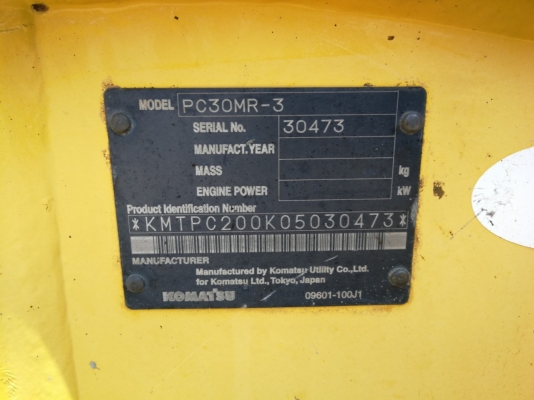 MODEL PC30MR-3
SERIAL No. 30473
MANUFACT.YEAR
MASS kg
ENGINE POWER kW
Product Identification Number
*KMTPC200K05030473*
MANUFACTURER
Manufactured by Komatsu Utility Co.,Ltd.
for Komatsu Ltd.,Tokyo, Japan
KOMATSU 09601-100J1